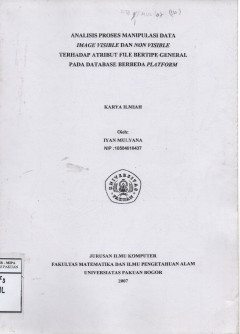 ANALISIS PROSES MANIPULASI DATA
IMAGE VISIBLE DAN NON VISIBLE
TERHADAP ATRIBUT FILE BERTIPE GENERAL
PADA DATABASE BERBEDA PLATFORM
KARYA ILMIAH
Oleh:
IYAN MULYANA
NIP :
JURUSAN ILMU KOMPUTER
FAKULTAS MATEMATIKA DAN ILMU PENGETAHUAN ALAM
UNIVERSITAS PAKUAN BOGOR
2007